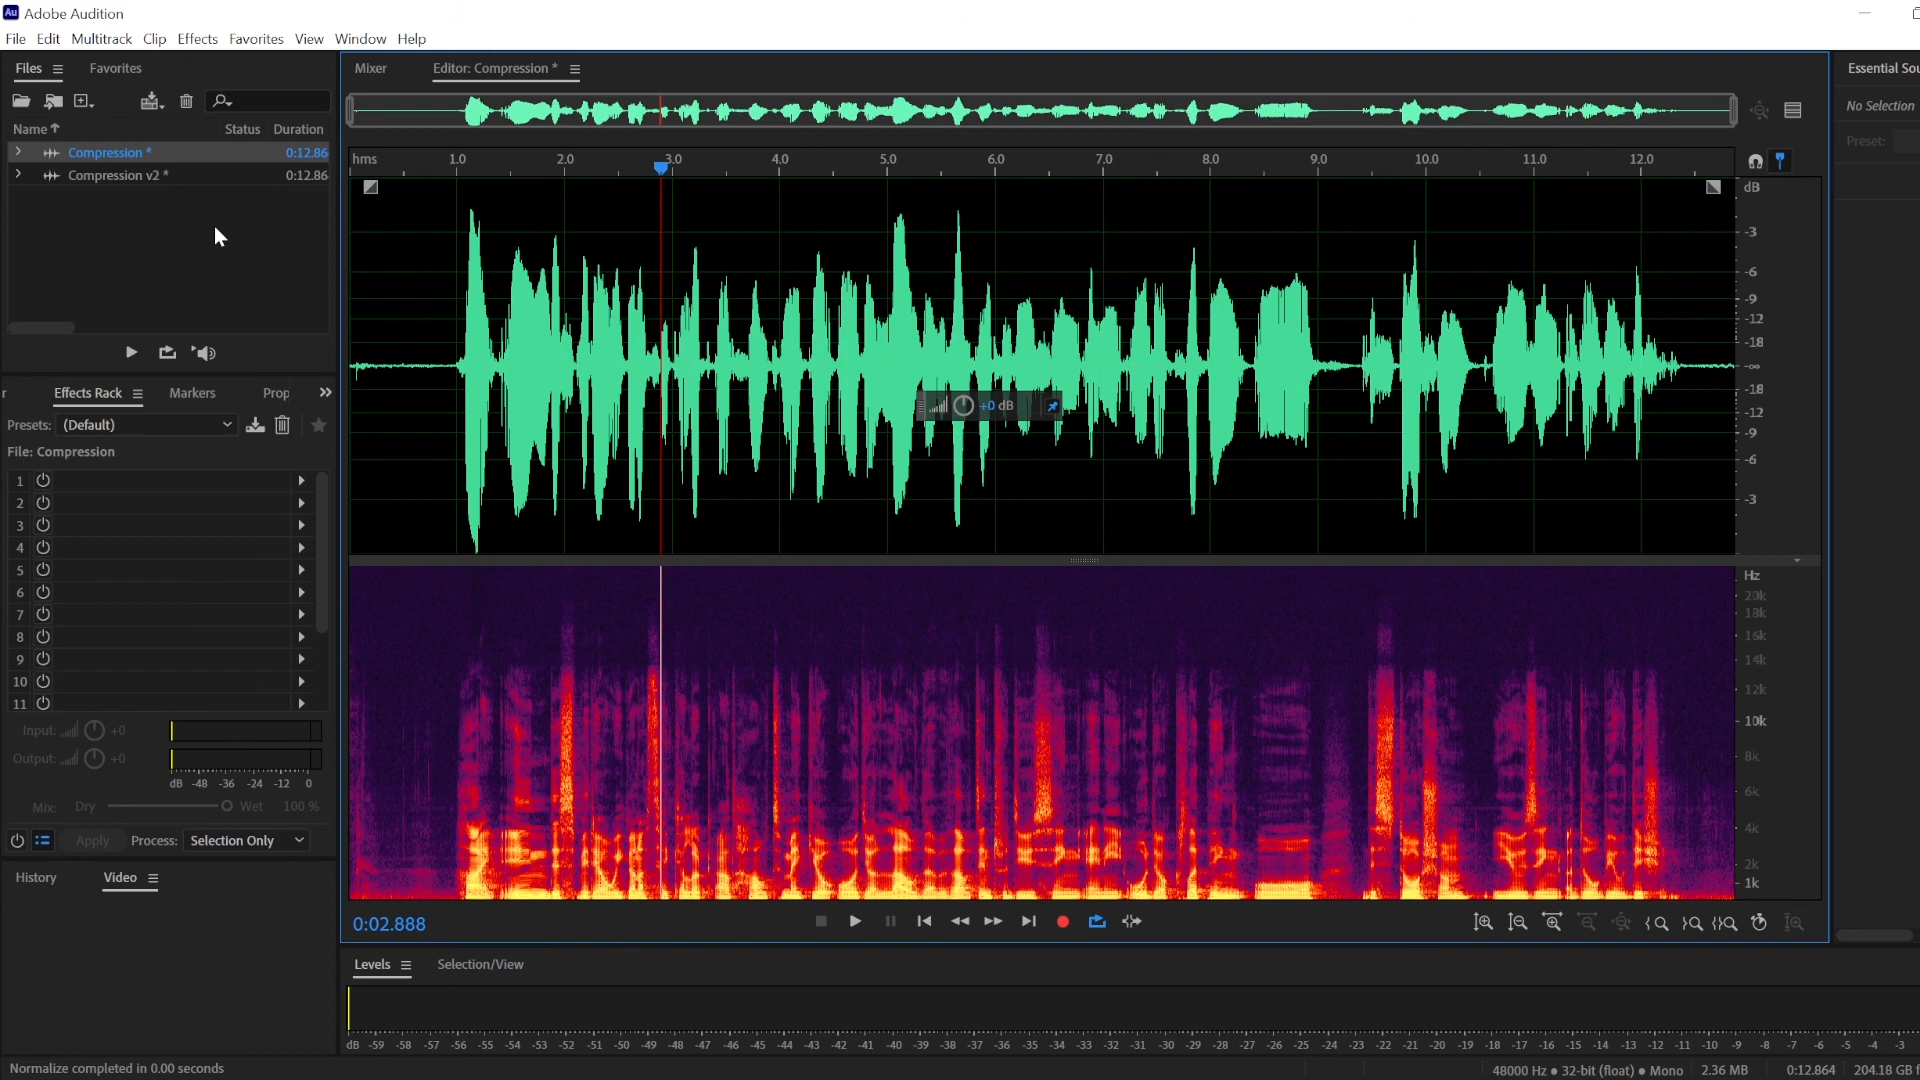 Au Adobe Audition
File Edit Multitrack Clip Effects Favorites View Window Help
Files Favorites
Name Status Duration
Compression * 0:12.86
Compression v2 * 0:12.86
Effects Rack Markers Prop
Presets: (Default)
File: Compression
1
2
3
4
5
6
7
8
9
10
11
Input: +0
Output: +0
dB -48 -36 -24 -12 0
Mix: Dry Wet 100 %
Apply Process: Selection Only
History Video
Mixer Editor: Compression *
hms 1.0 2.0 3.0 4.0 5.0 6.0 7.0 8.0 9.0 10.0 11.0 12.0
dB
-3
-6
-9
-12
-18
-∞
-18
-12
-9
-6
-3
+0 dB
Hz
20k
18k
16k
14k
12k
10k
8k
6k
4k
2k
1k
0:02.888
Levels Selection/View
dB -59 -58 -57 -56 -55 -54 -53 -52 -51 -50 -49 -48 -47 -46 -45 -44 -43 -42 -41 -40 -39 -38 -37 -36 -35 -34 -33 -32 -31 -30 -29 -28 -27 -26 -25 -24 -23 -22 -21 -20 -19 -18 -17 -16 -15 -14 -13 -12 -11 -10 -9 -8 -7 -6 -5 -4 -3
Essential Sou
No Selection
Preset:
Normalize completed in 0.00 seconds
48000 Hz ● 32-bit (float) ● Mono 2.36 MB 0:12.864 204.18 GB f